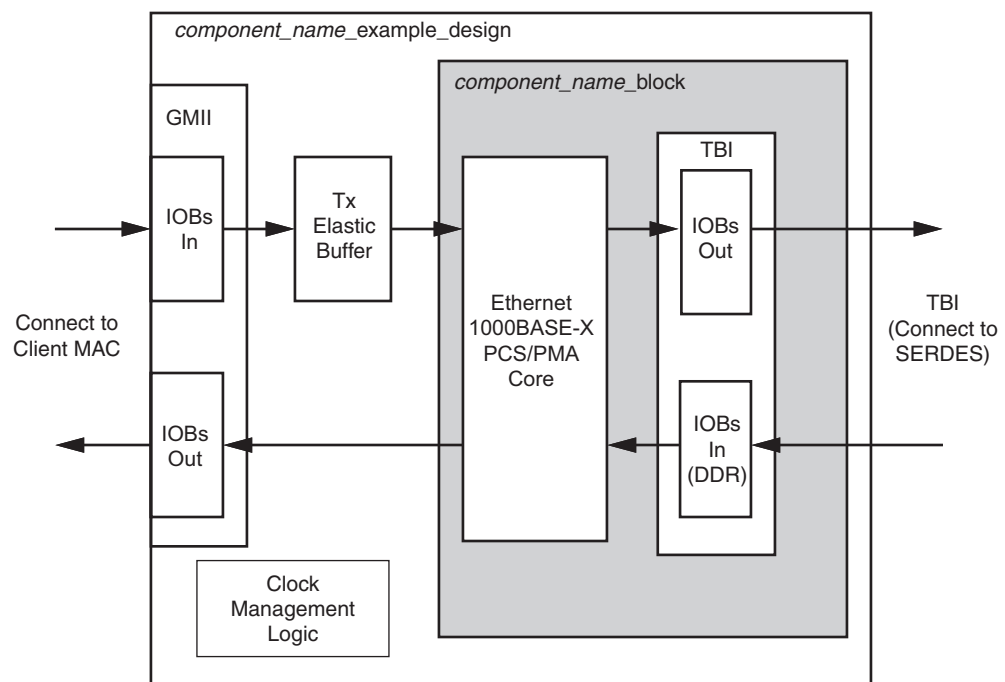 component_name_example_design
component_name_block
GMII
TBI
IOBs
In
Tx
Elastic
Buffer
IOBs
Out
Ethernet
1000BASE-X
PCS/PMA
Core
Connect to
Client MAC
TBI
(Connect to
SERDES)
IOBs
Out
IOBs
In
(DDR)
Clock
Management
Logic